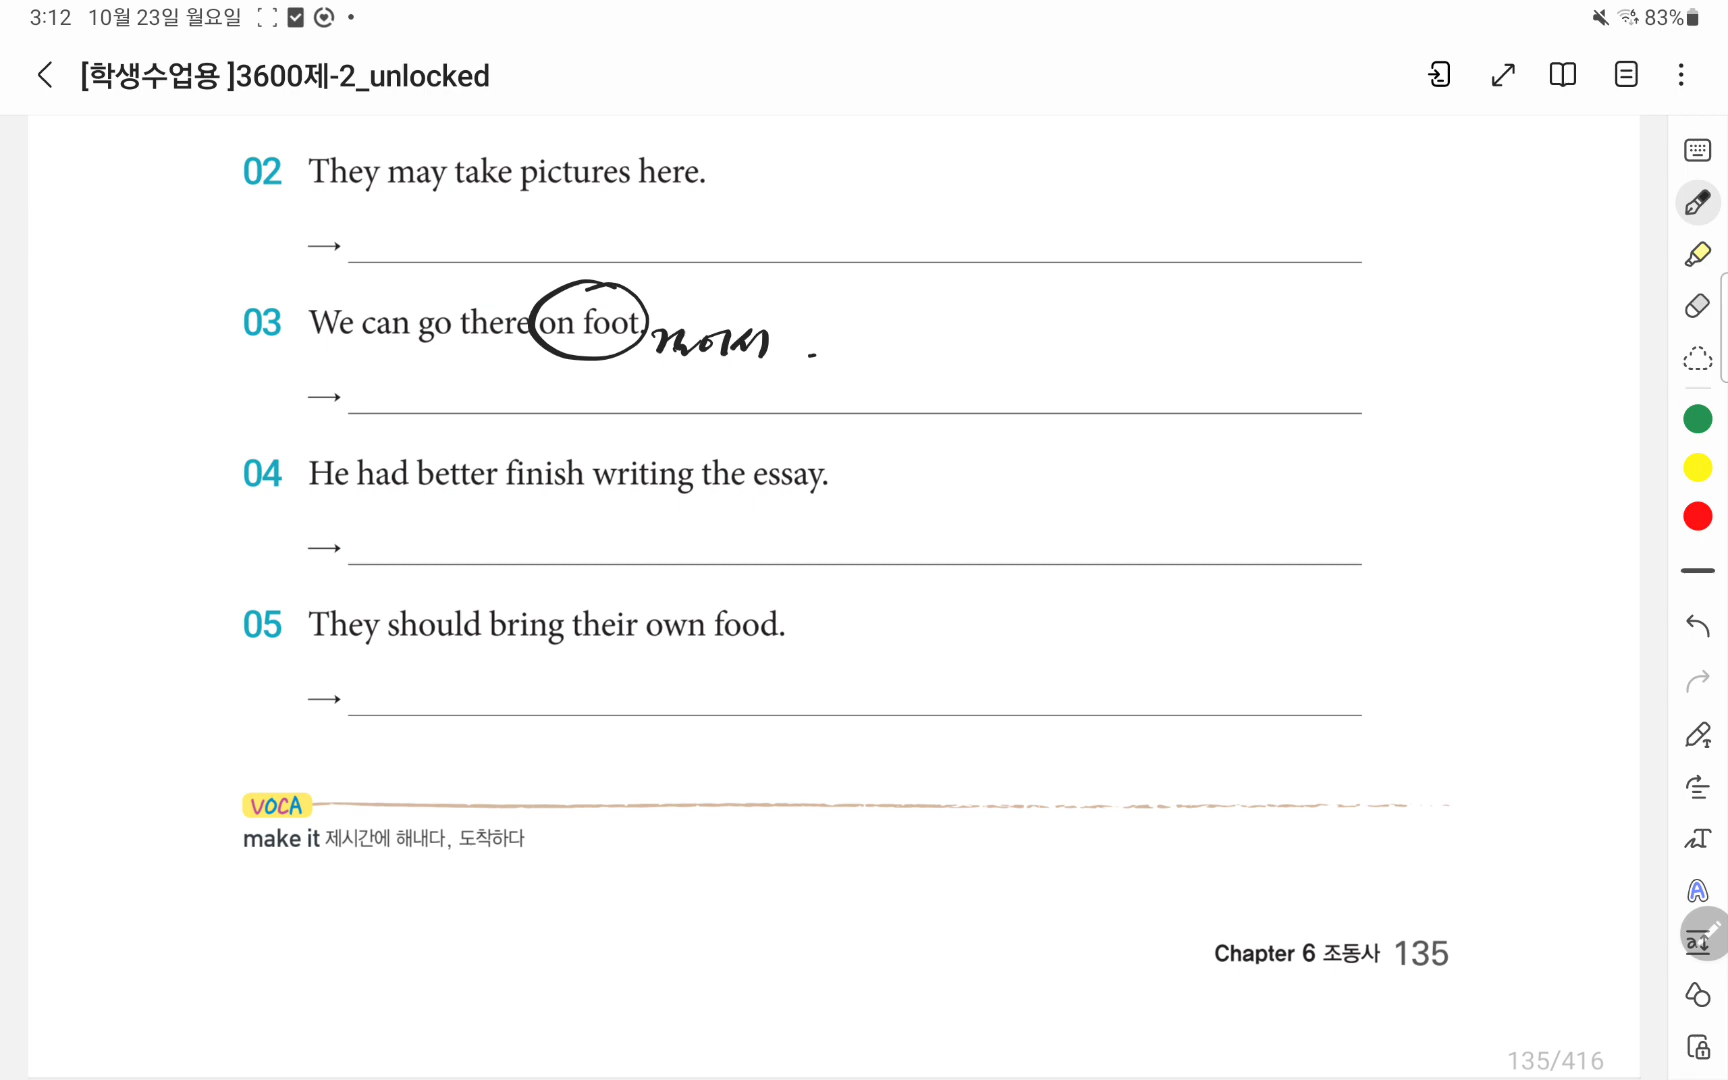 3:12 10월 23일 월요일 83%
[학생수업용 ]3600제-2_unlocked
02 They may take pictures here.
→
03 We can go there on foot.
→
04 He had better finish writing the essay.
→
05 They should bring their own food.
→
VOCA
make it 제시간에 해내다, 도착하다
Chapter 6 조동사 135
135/416